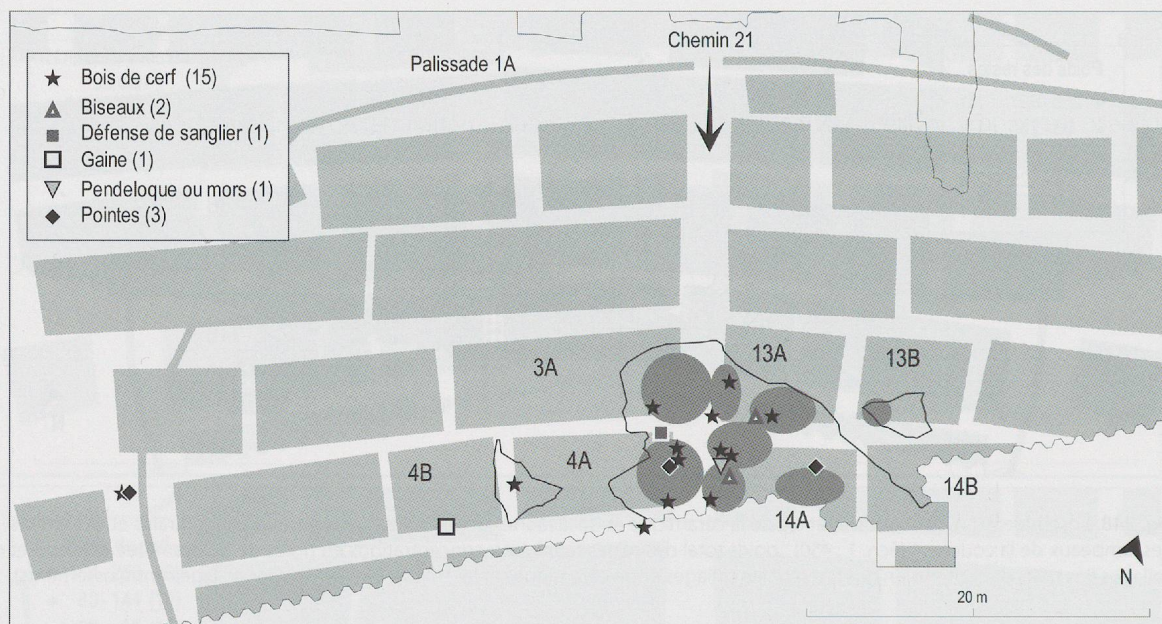 Chemin 21
Palissade 1A
Bois de cerf (15)
Biseaux (2)
Défense de sanglier (1)
Gaine (1)
Pendeloque ou mors (1)
Pointes (3)
3A
13A
13B
4B
4A
14A
14B
N
20 m